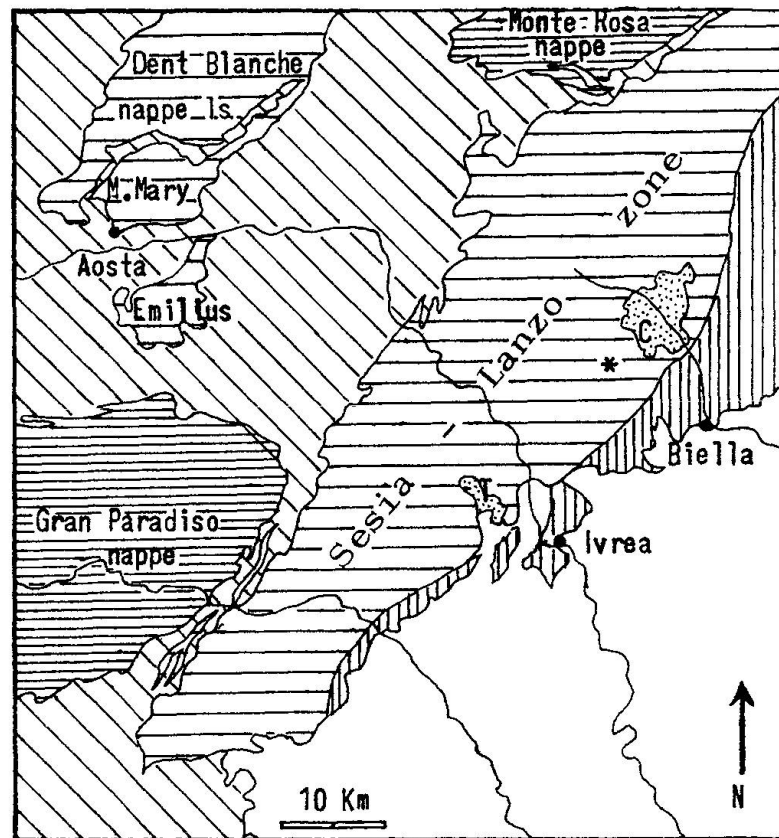 Monte Rosa
nappe
Dent Blanche
nappe ls
M.Mary
Aosta
Emilius
zone
C
Lanzo
*
-
Biella
Sesia
T
Gran Paradiso
nappe
Ivrea
10 Km
N